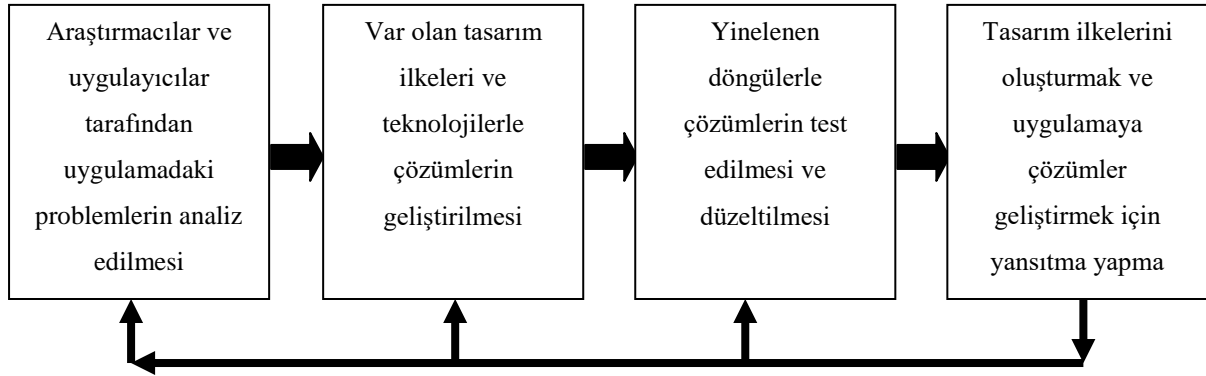 Araştırmacılar ve
uygulayıcılar
tarafından
uygulamadaki
problemlerin analiz
edilmesi
Var olan tasarım
ilkeleri ve
teknolojilerle
çözümlerin
geliştirilmesi
Yinelenen
döngülerle
çözümlerin test
edilmesi ve
düzeltilmesi
Tasarım ilkelerini
oluşturmak ve
uygulamaya
çözümler
geliştirmek için
yansıtma yapma